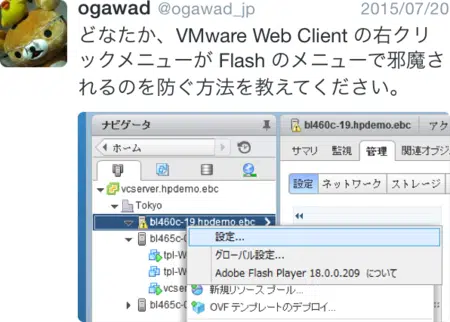 ogawad @ogawad_jp 2015/07/20
どなたか、VMware Web Client の右クリ
ックメニューが Flash のメニューで邪魔さ
れるのを防ぐ方法を教えてください。
ナビゲータ
ホーム
vcserver.hpdemo.ebc
Tokyo
bl460c-19.hpdemo.ebc
bl465c-0
tpl-W
tpl-W
vcser
bl465c-0
bl460c-19.hpdemo.ebc アク
サマリ 監視 管理 関連オブジ
設定 ネットワーク ストレージ
設定...
グローバル設定...
Adobe Flash Player 18.0.0.209 について
新規リソース プール...
OVF テンプレートのデプロイ...